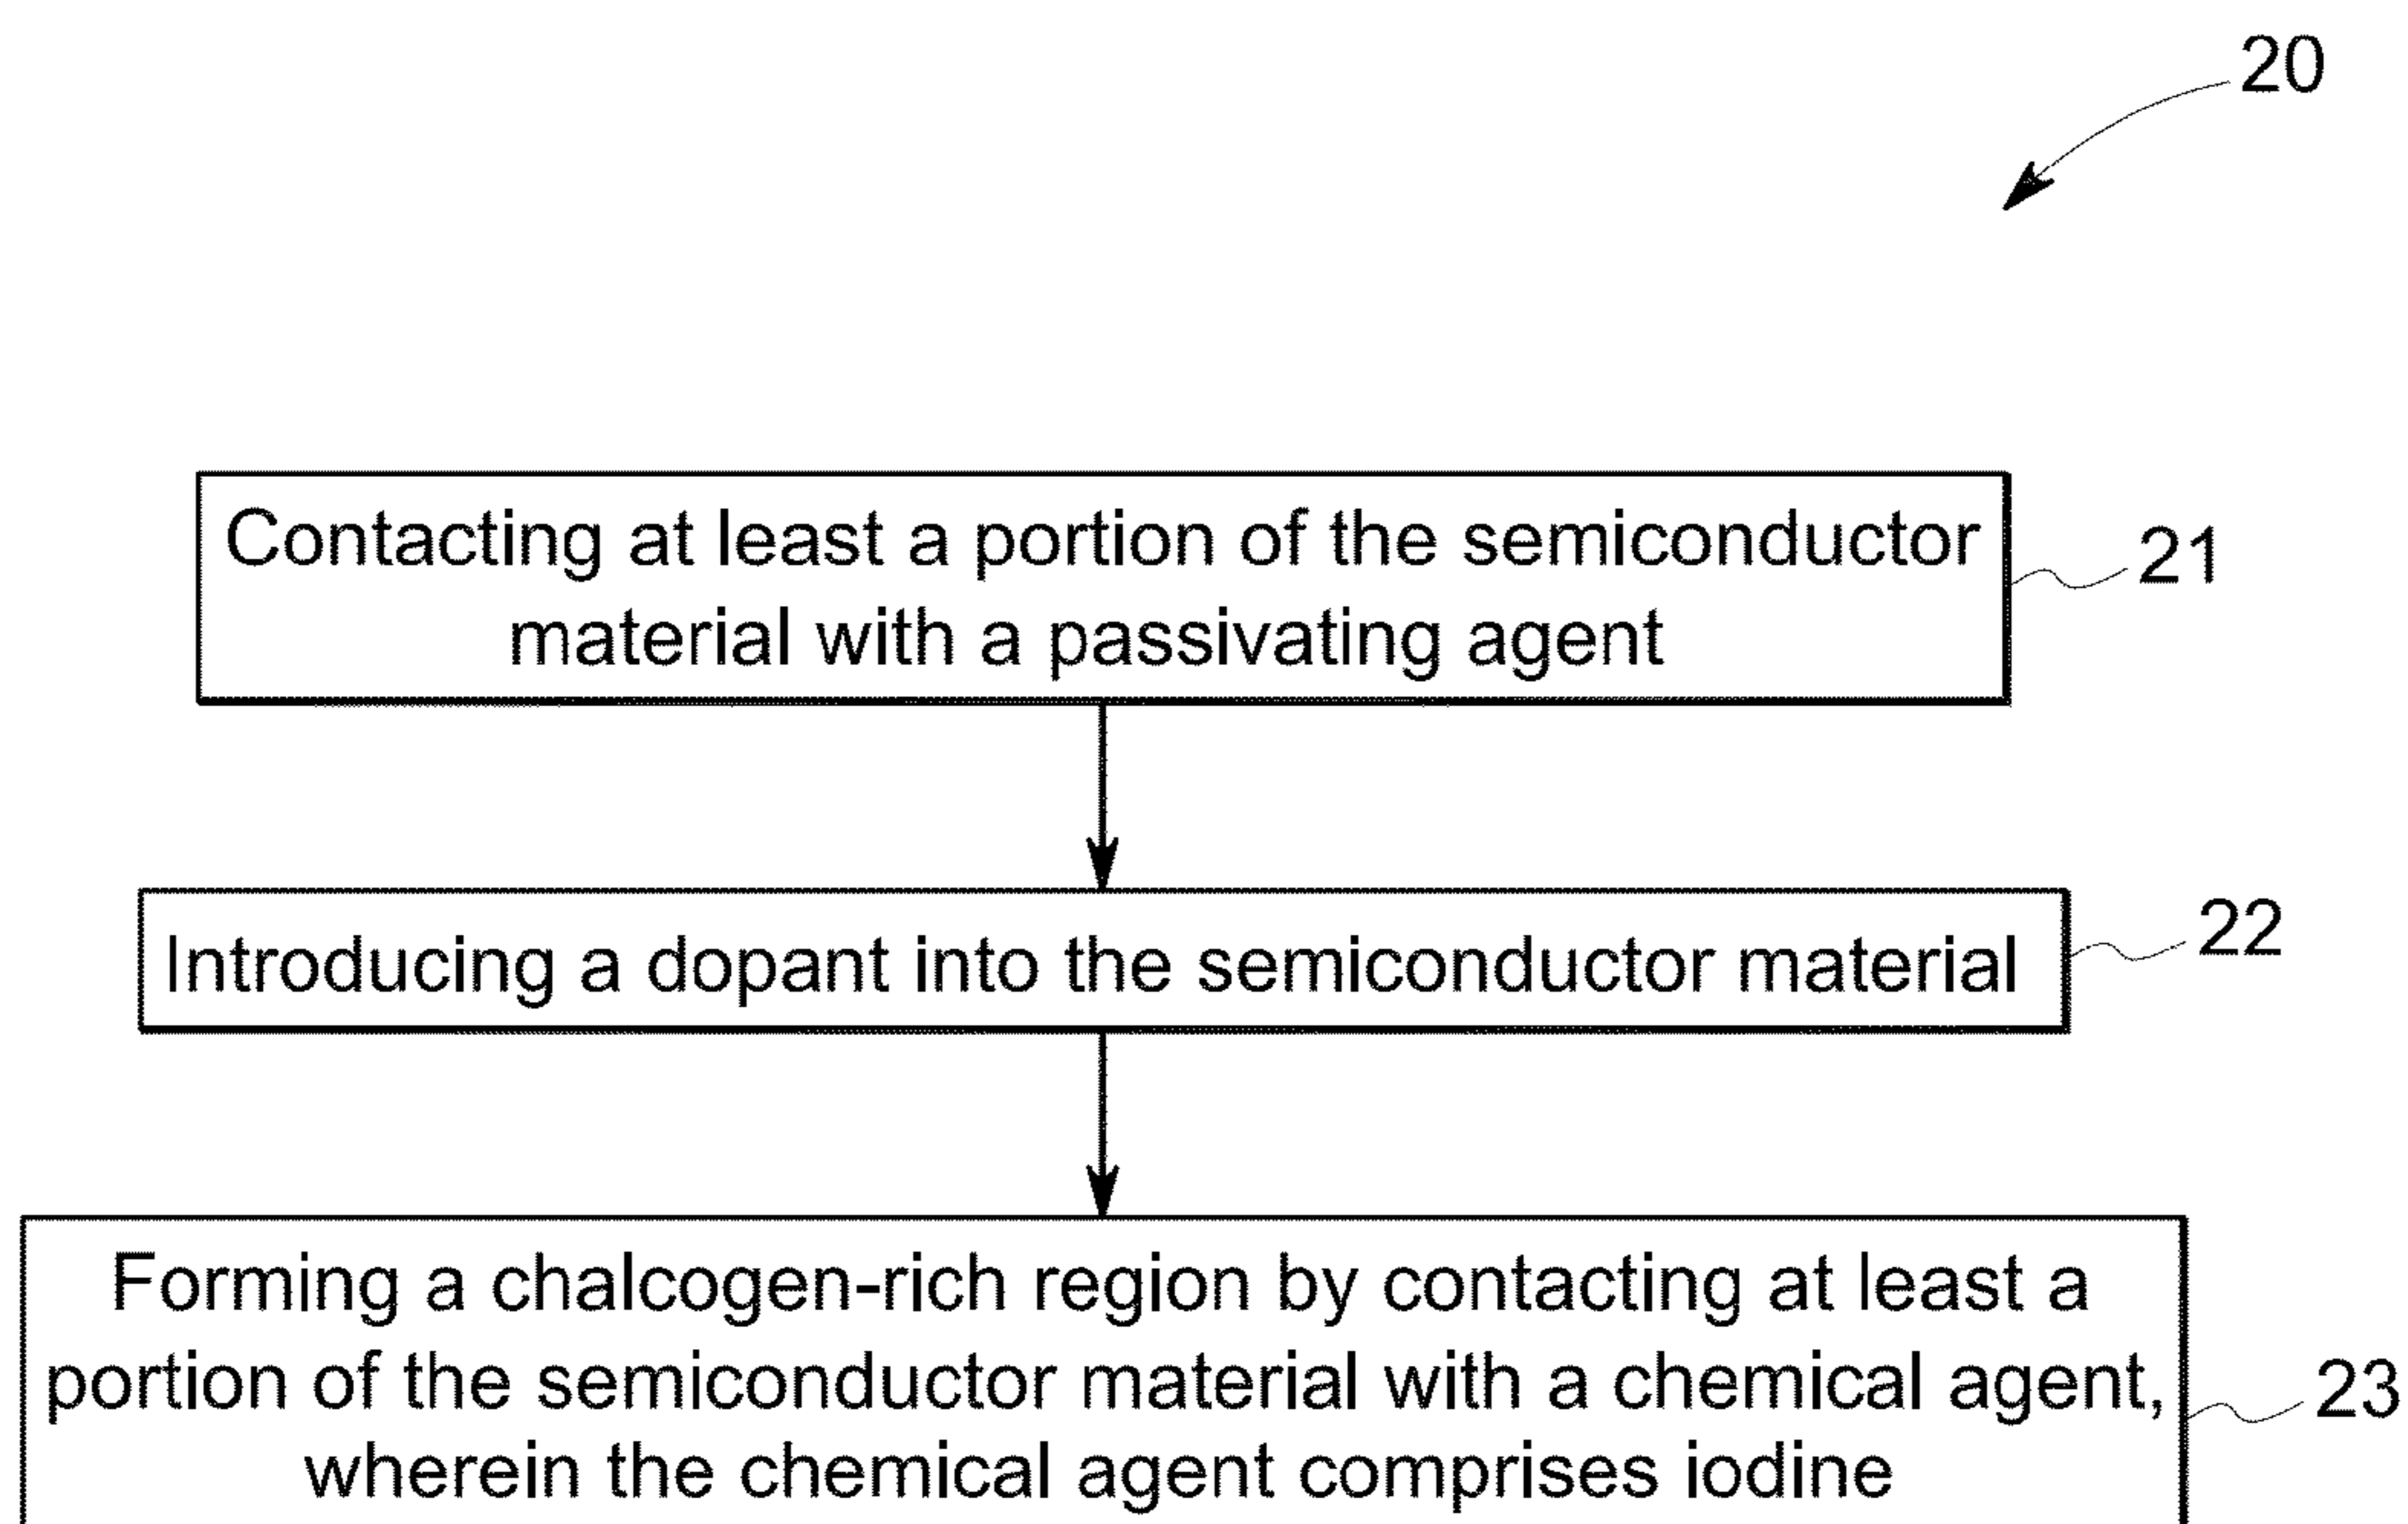 20
Contacting at least a portion of the semiconductor
material with a passivating agent
21
Introducing a dopant into the semiconductor material
22
Forming a chalcogen-rich region by contacting at least a
portion of the semiconductor material with a chemical agent,
wherein the chemical agent comprises iodine
23